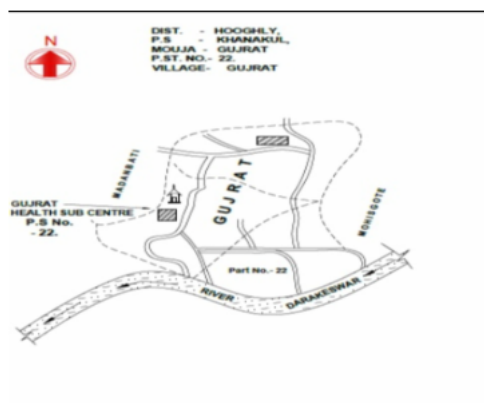 DIST. - HOOGHLY,
P.S - KHANAKUL,
MOUJA - GUJRAT
P.ST. NO.- 22.
VILLAGE- GUJRAT
N
MADANBATI
GUJRAT
MOHISGOTE
GUJRAT
HEALTH SUB CENTRE
P.S No.
- 22.
Part No.- 22
RIVER
DARAKESWAR